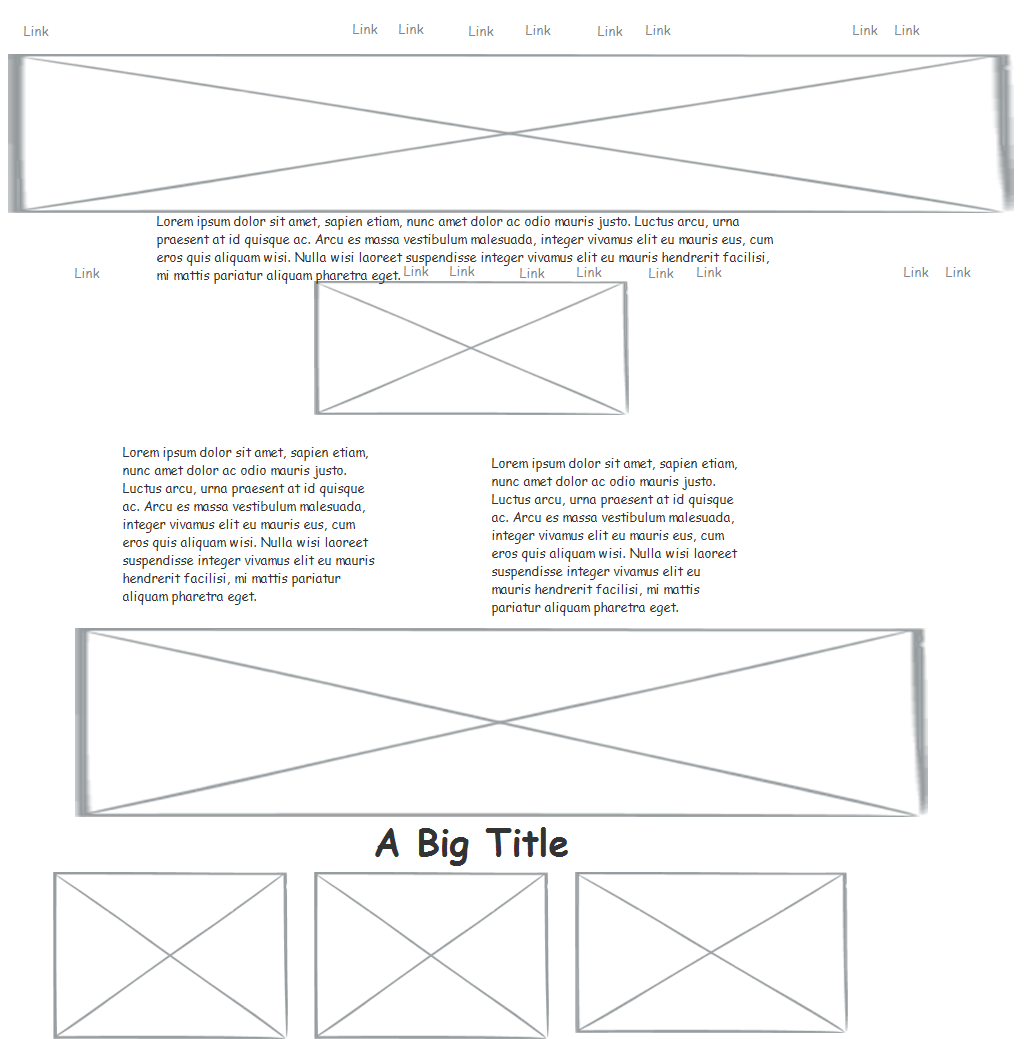 Link Link Link Link Link Link Link Link Link
Lorem ipsum dolor sit amet, sapien etiam, nunc amet dolor ac odio mauris justo. Luctus arcu, urna
praesent at id quisque ac. Arcu es massa vestibulum malesuada, integer vivamus elit eu mauris eus, cum
eros quis aliquam wisi. Nulla wisi laoreet suspendisse integer vivamus elit eu mauris hendrerit facilisi,
mi mattis pariatur aliquam pharetra eget.
Link Link Link Link Link Link Link Link Link
Lorem ipsum dolor sit amet, sapien etiam,
nunc amet dolor ac odio mauris justo.
Luctus arcu, urna praesent at id quisque
ac. Arcu es massa vestibulum malesuada,
integer vivamus elit eu mauris eus, cum
eros quis aliquam wisi. Nulla wisi laoreet
suspendisse integer vivamus elit eu mauris
hendrerit facilisi, mi mattis pariatur
aliquam pharetra eget.
Lorem ipsum dolor sit amet, sapien etiam,
nunc amet dolor ac odio mauris justo.
Luctus arcu, urna praesent at id quisque
ac. Arcu es massa vestibulum malesuada,
integer vivamus elit eu mauris eus, cum
eros quis aliquam wisi. Nulla wisi laoreet
suspendisse integer vivamus elit eu
mauris hendrerit facilisi, mi mattis
pariatur aliquam pharetra eget.
A Big Title